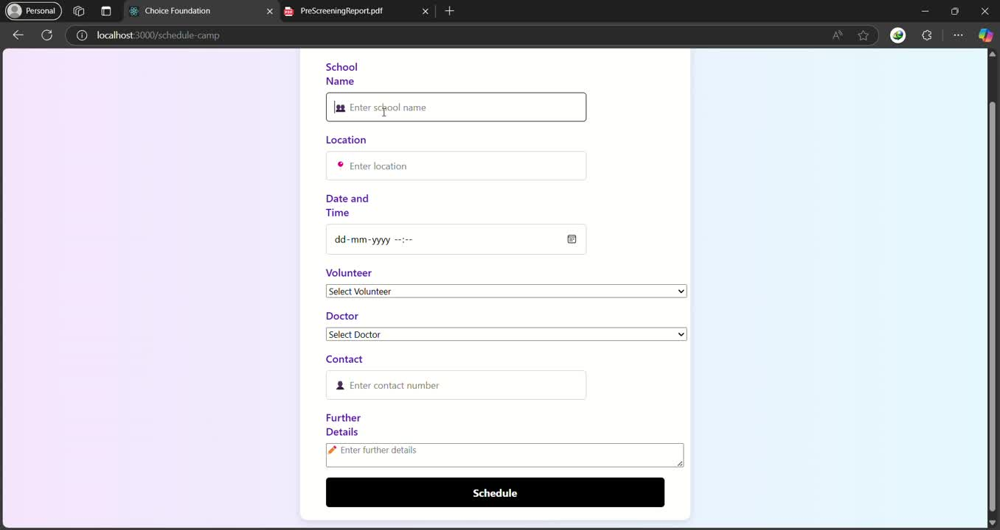 Personal
Choice Foundation
PreScreeningReport.pdf
localhost:3000/schedule-camp
School
Name
Enter school name
Location
Enter location
Date and
Time
dd-mm-yyyy --:--
Volunteer
Select Volunteer
Doctor
Select Doctor
Contact
Enter contact number
Further
Details
Enter further details
Schedule